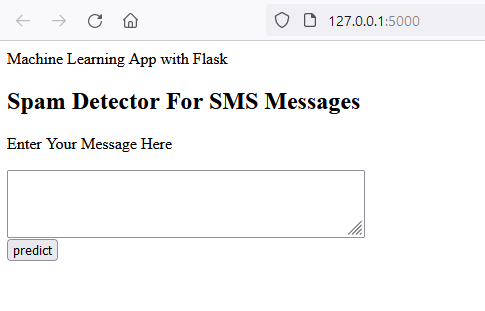 127.0.0.1:5000
Machine Learning App with Flask
Spam Detector For SMS Messages
Enter Your Message Here
predict